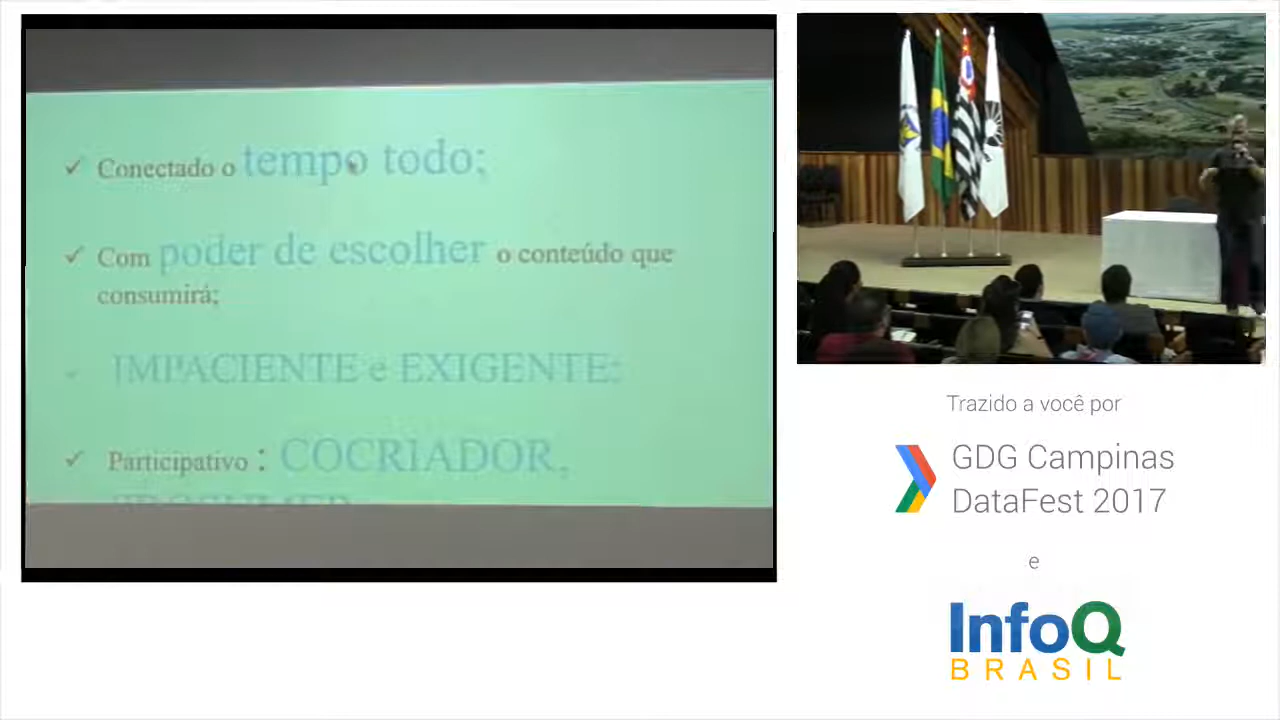 ✓ Conectado o tempo todo;
✓ Com poder de escolher o conteúdo que
consumirá;
IMPACIENTE e EXIGENTE;
✓ Participativo : COCRIADOR,
PROSUMER
Trazido a você por
GDG Campinas
DataFest 2017
e
InfoQ
BRASIL